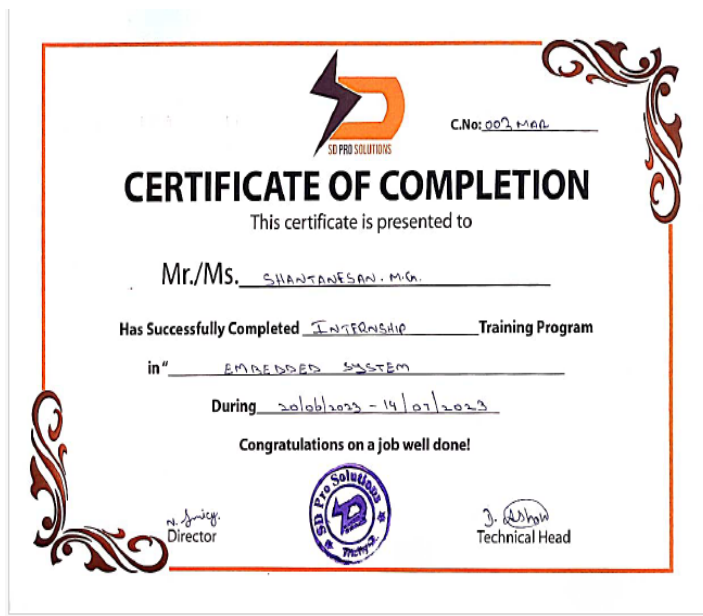 SD PRO SOLUTIONS
C.No: 003 MAR
CERTIFICATE OF COMPLETION
This certificate is presented to
Mr./Ms. SHANTANESAN. M.G.
Has Successfully Completed INTERNSHIP Training Program
in " EMBEDDED SYSTEM
During 20/06/2023 - 14/07/2023
Congratulations on a job well done!
SD Pro Solutions
Trichy
N.
Director
J. Ashow
Technical Head